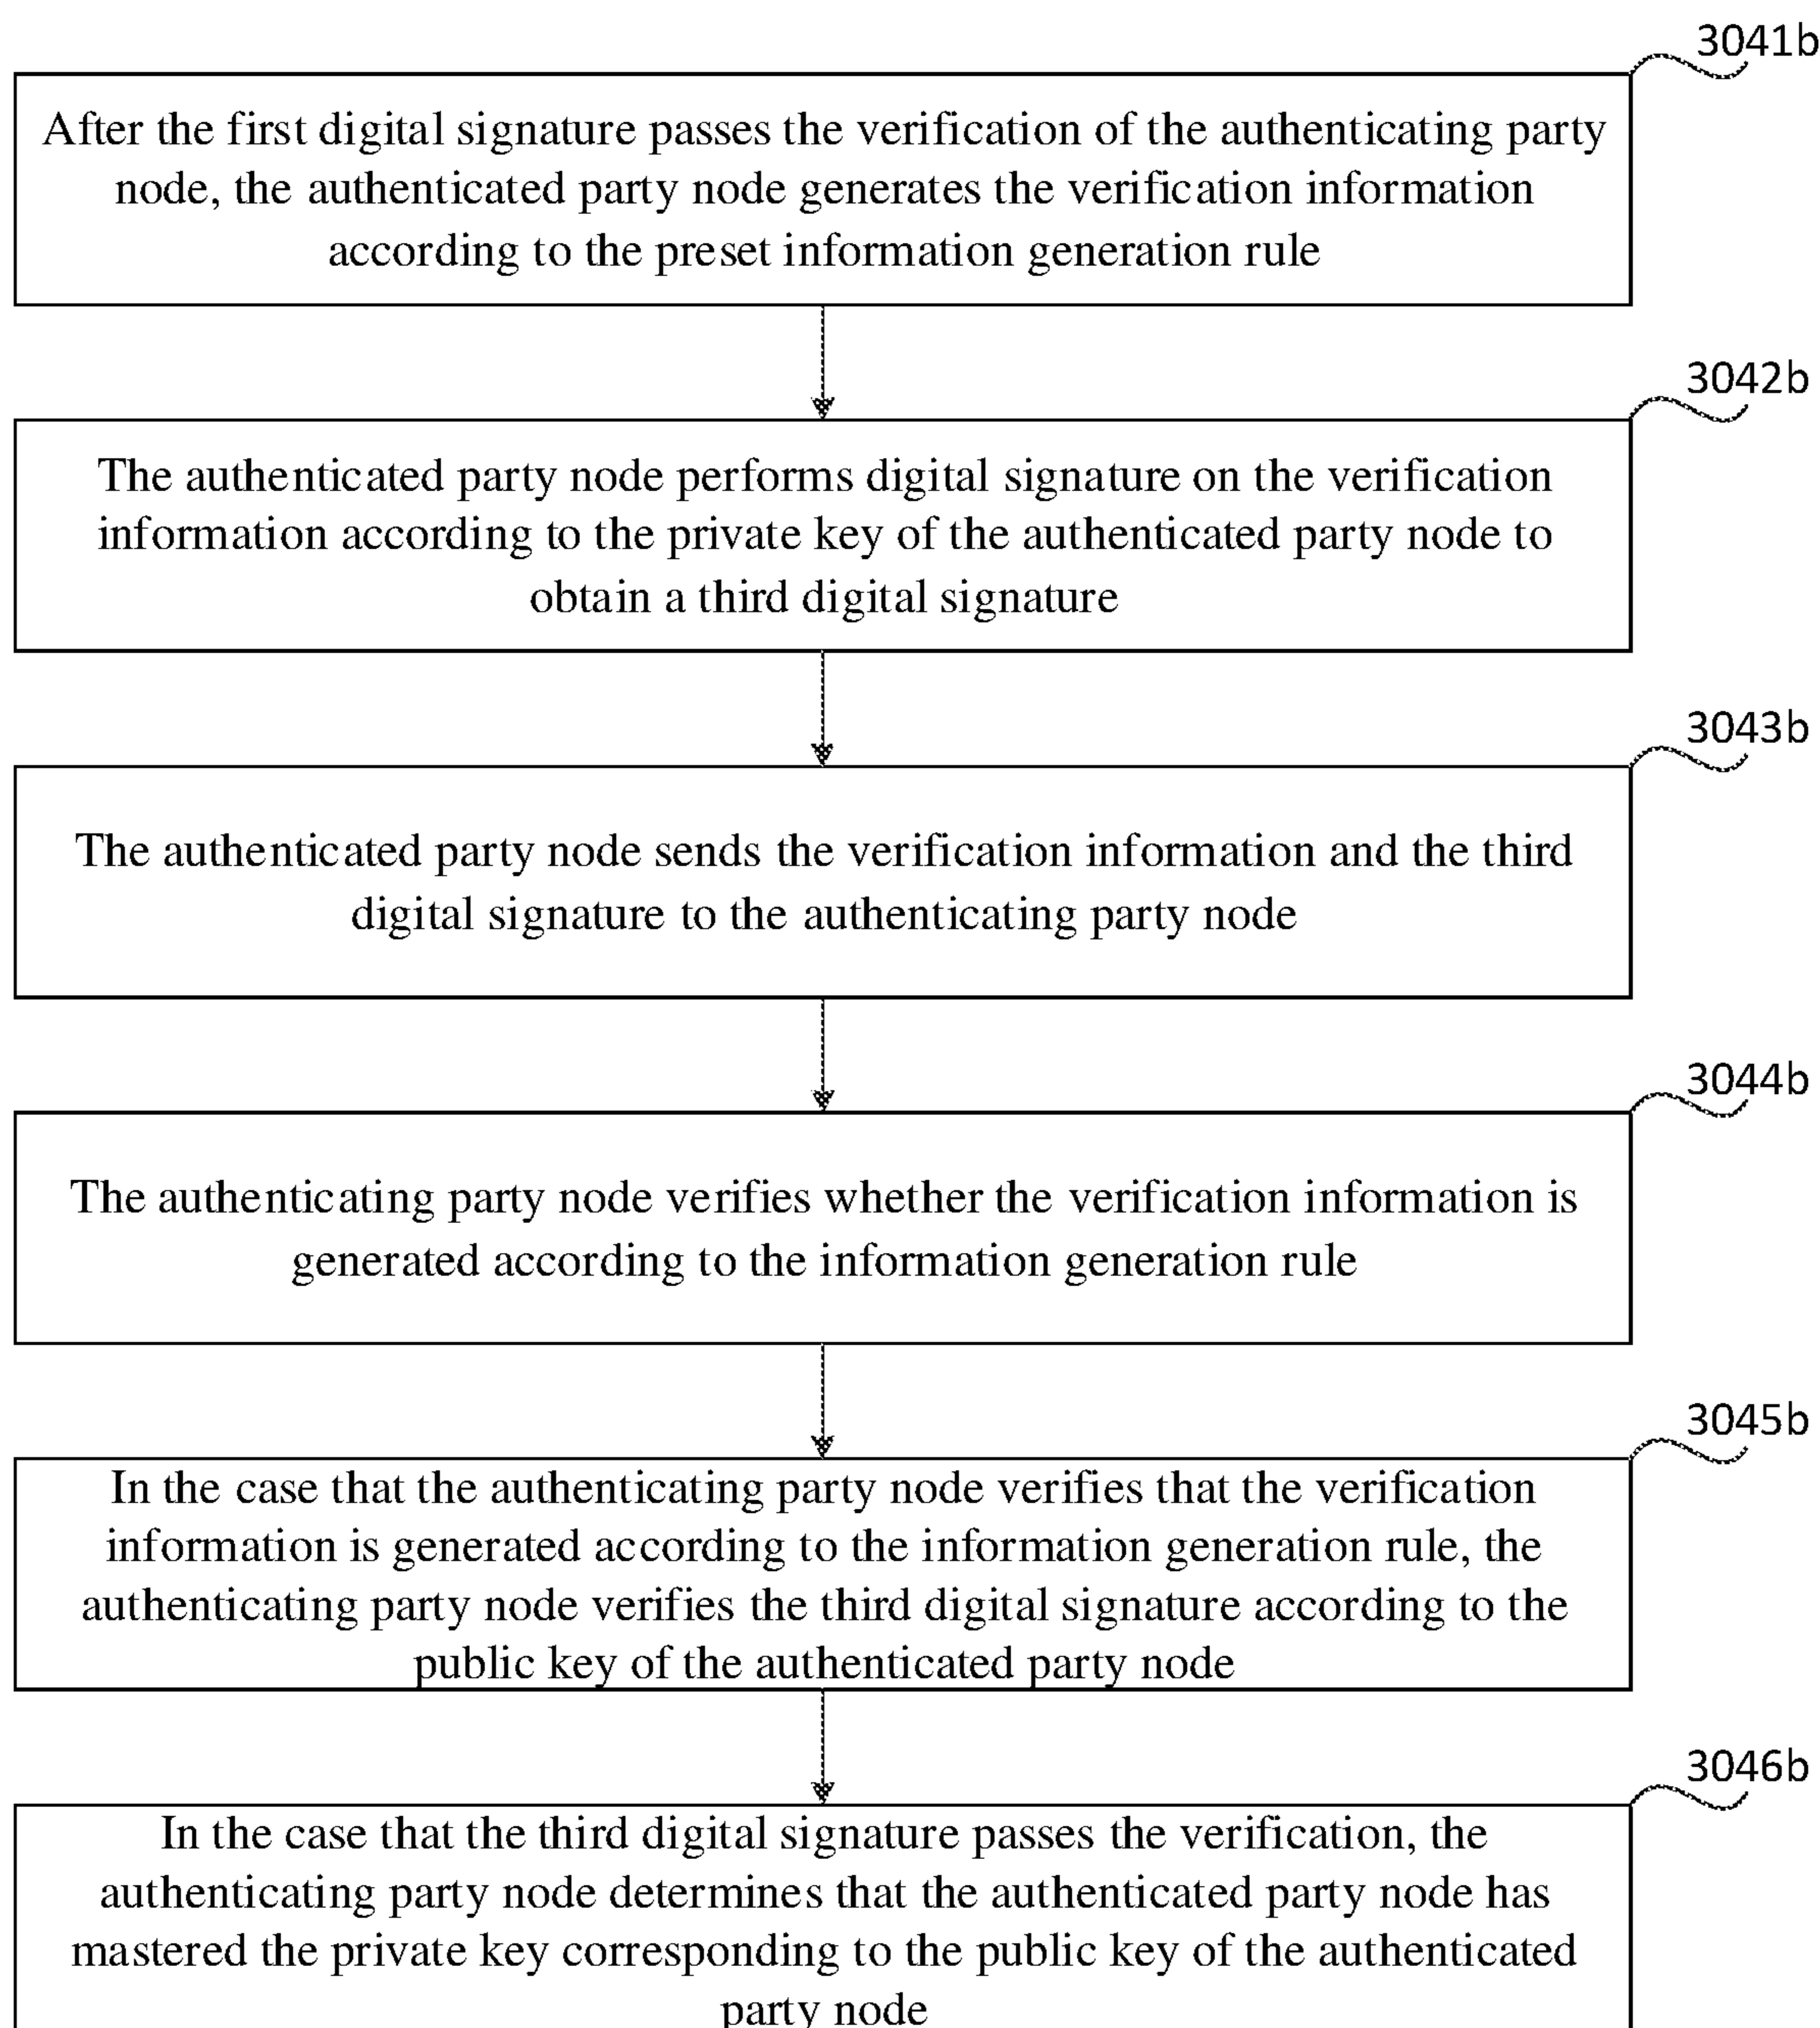 3041b
After the first digital signature passes the verification of the authenticating party
node, the authenticated party node generates the verification information
according to the preset information generation rule
3042b
The authenticated party node performs digital signature on the verification
information according to the private key of the authenticated party node to
obtain a third digital signature
3043b
The authenticated party node sends the verification information and the third
digital signature to the authenticating party node
3044b
The authenticating party node verifies whether the verification information is
generated according to the information generation rule
3045b
In the case that the authenticating party node verifies that the verification
information is generated according to the information generation rule, the
authenticating party node verifies the third digital signature according to the
public key of the authenticated party node
3046b
In the case that the third digital signature passes the verification, the
authenticating party node determines that the authenticated party node has
mastered the private key corresponding to the public key of the authenticated
party node